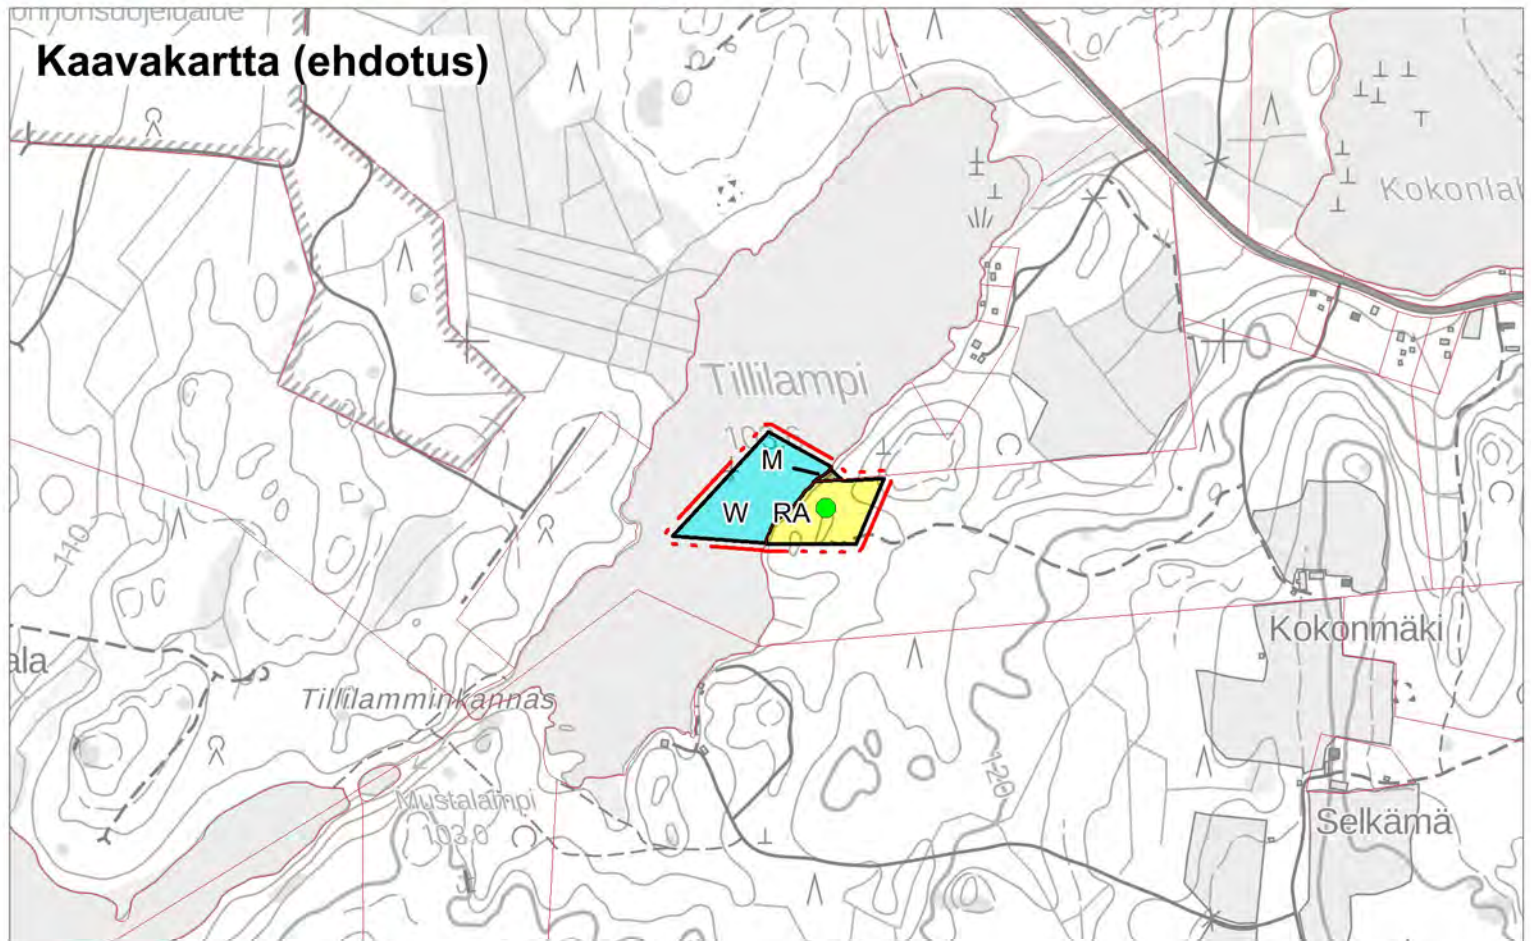 Kaavakartta (ehdotus)
Tillilampi
M
W RA
110
Kokonmäki
ala
Tillilamminkannas
120
Mustalampi
103.0
Selkämä